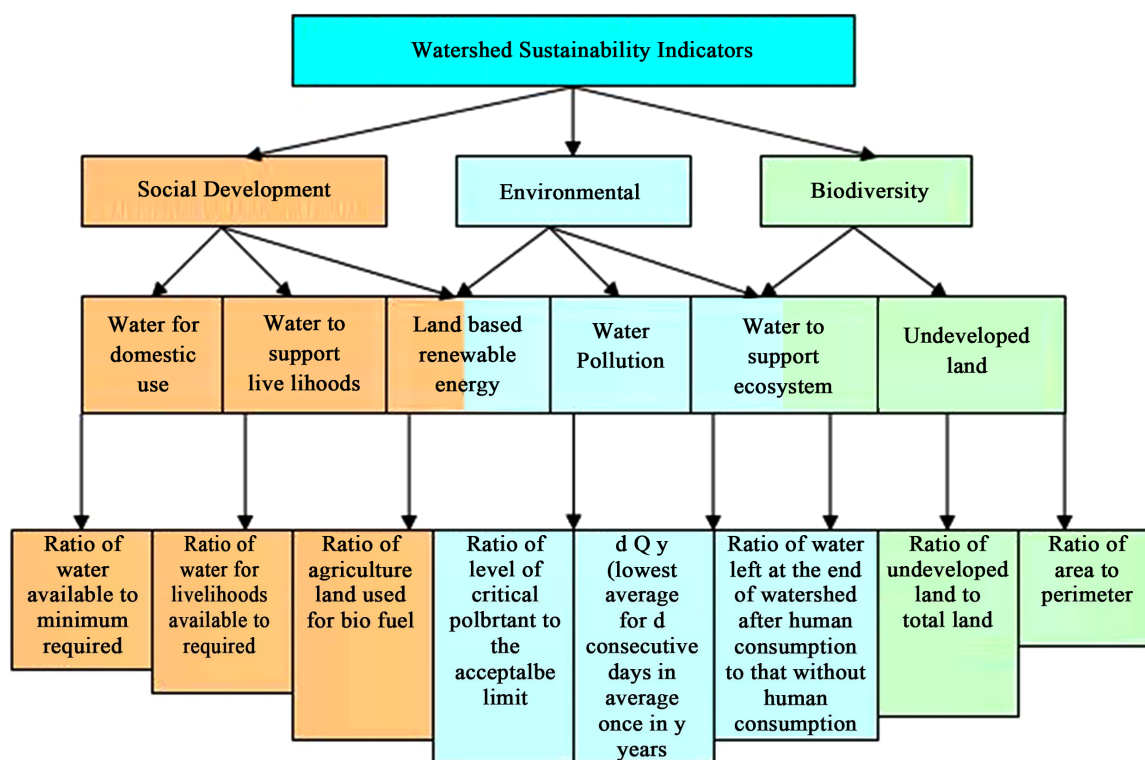 Watershed Sustainability Indicators
Social Development
Environmental
Biodiversity
Water for
domestic
use
Water to
support
live lihoods
Land based
renewable
energy
Water
Pollution
Water to
support
ecosystem
Undeveloped
land
Ratio of
water
available to
minimum
required
Ratio of
water for
livelihoods
available to
required
Ratio of
agriculture
land used
for bio fuel
Ratio of
level of
critical
polbrtant to
the
acceptalbe
limit
d Q y
(lowest
average
for d
consecutive
days in
average
once in y
years
Ratio of water
left at the end
of watershed
after human
consumption
to that without
human
consumption
Ratio of
undeveloped
land to
total land
Ratio of
area to
perimeter